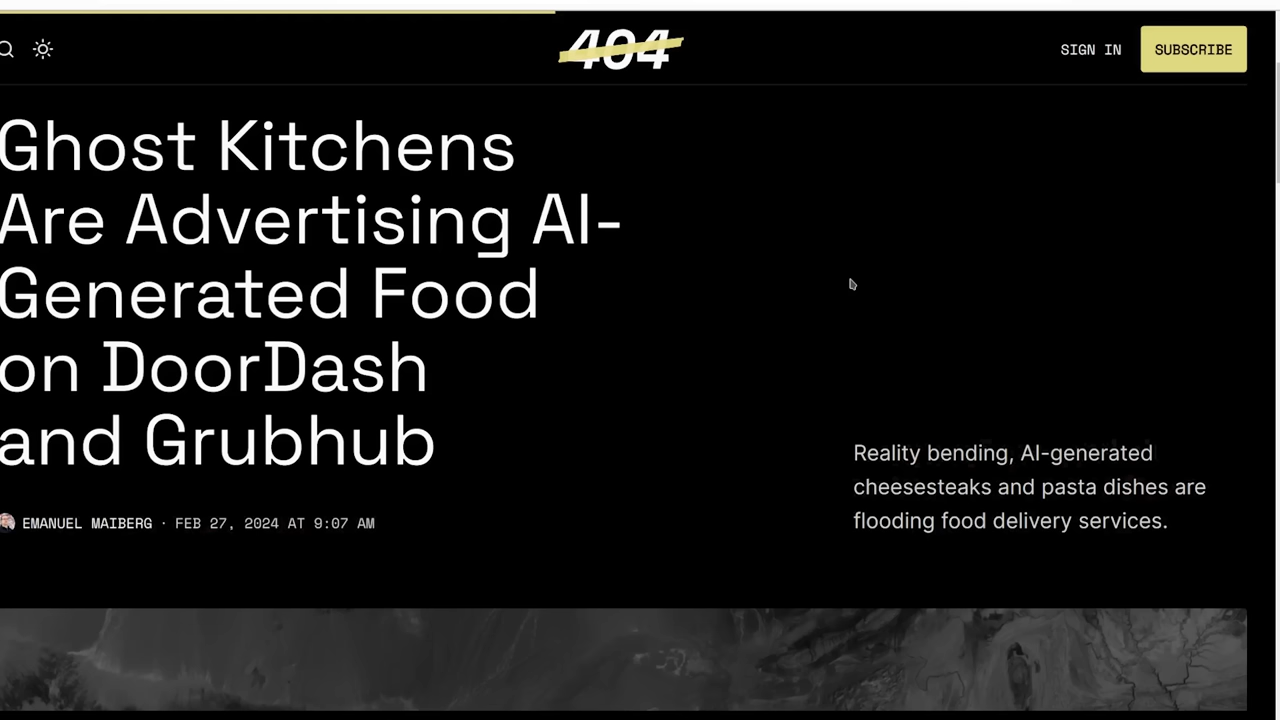 404
SIGN IN
SUBSCRIBE
Ghost Kitchens
Are Advertising AI-
Generated Food
on DoorDash
and Grubhub
Reality bending, AI-generated
cheesesteaks and pasta dishes are
flooding food delivery services.
EMANUEL MAIBERG · FEB 27, 2024 AT 9:07 AM